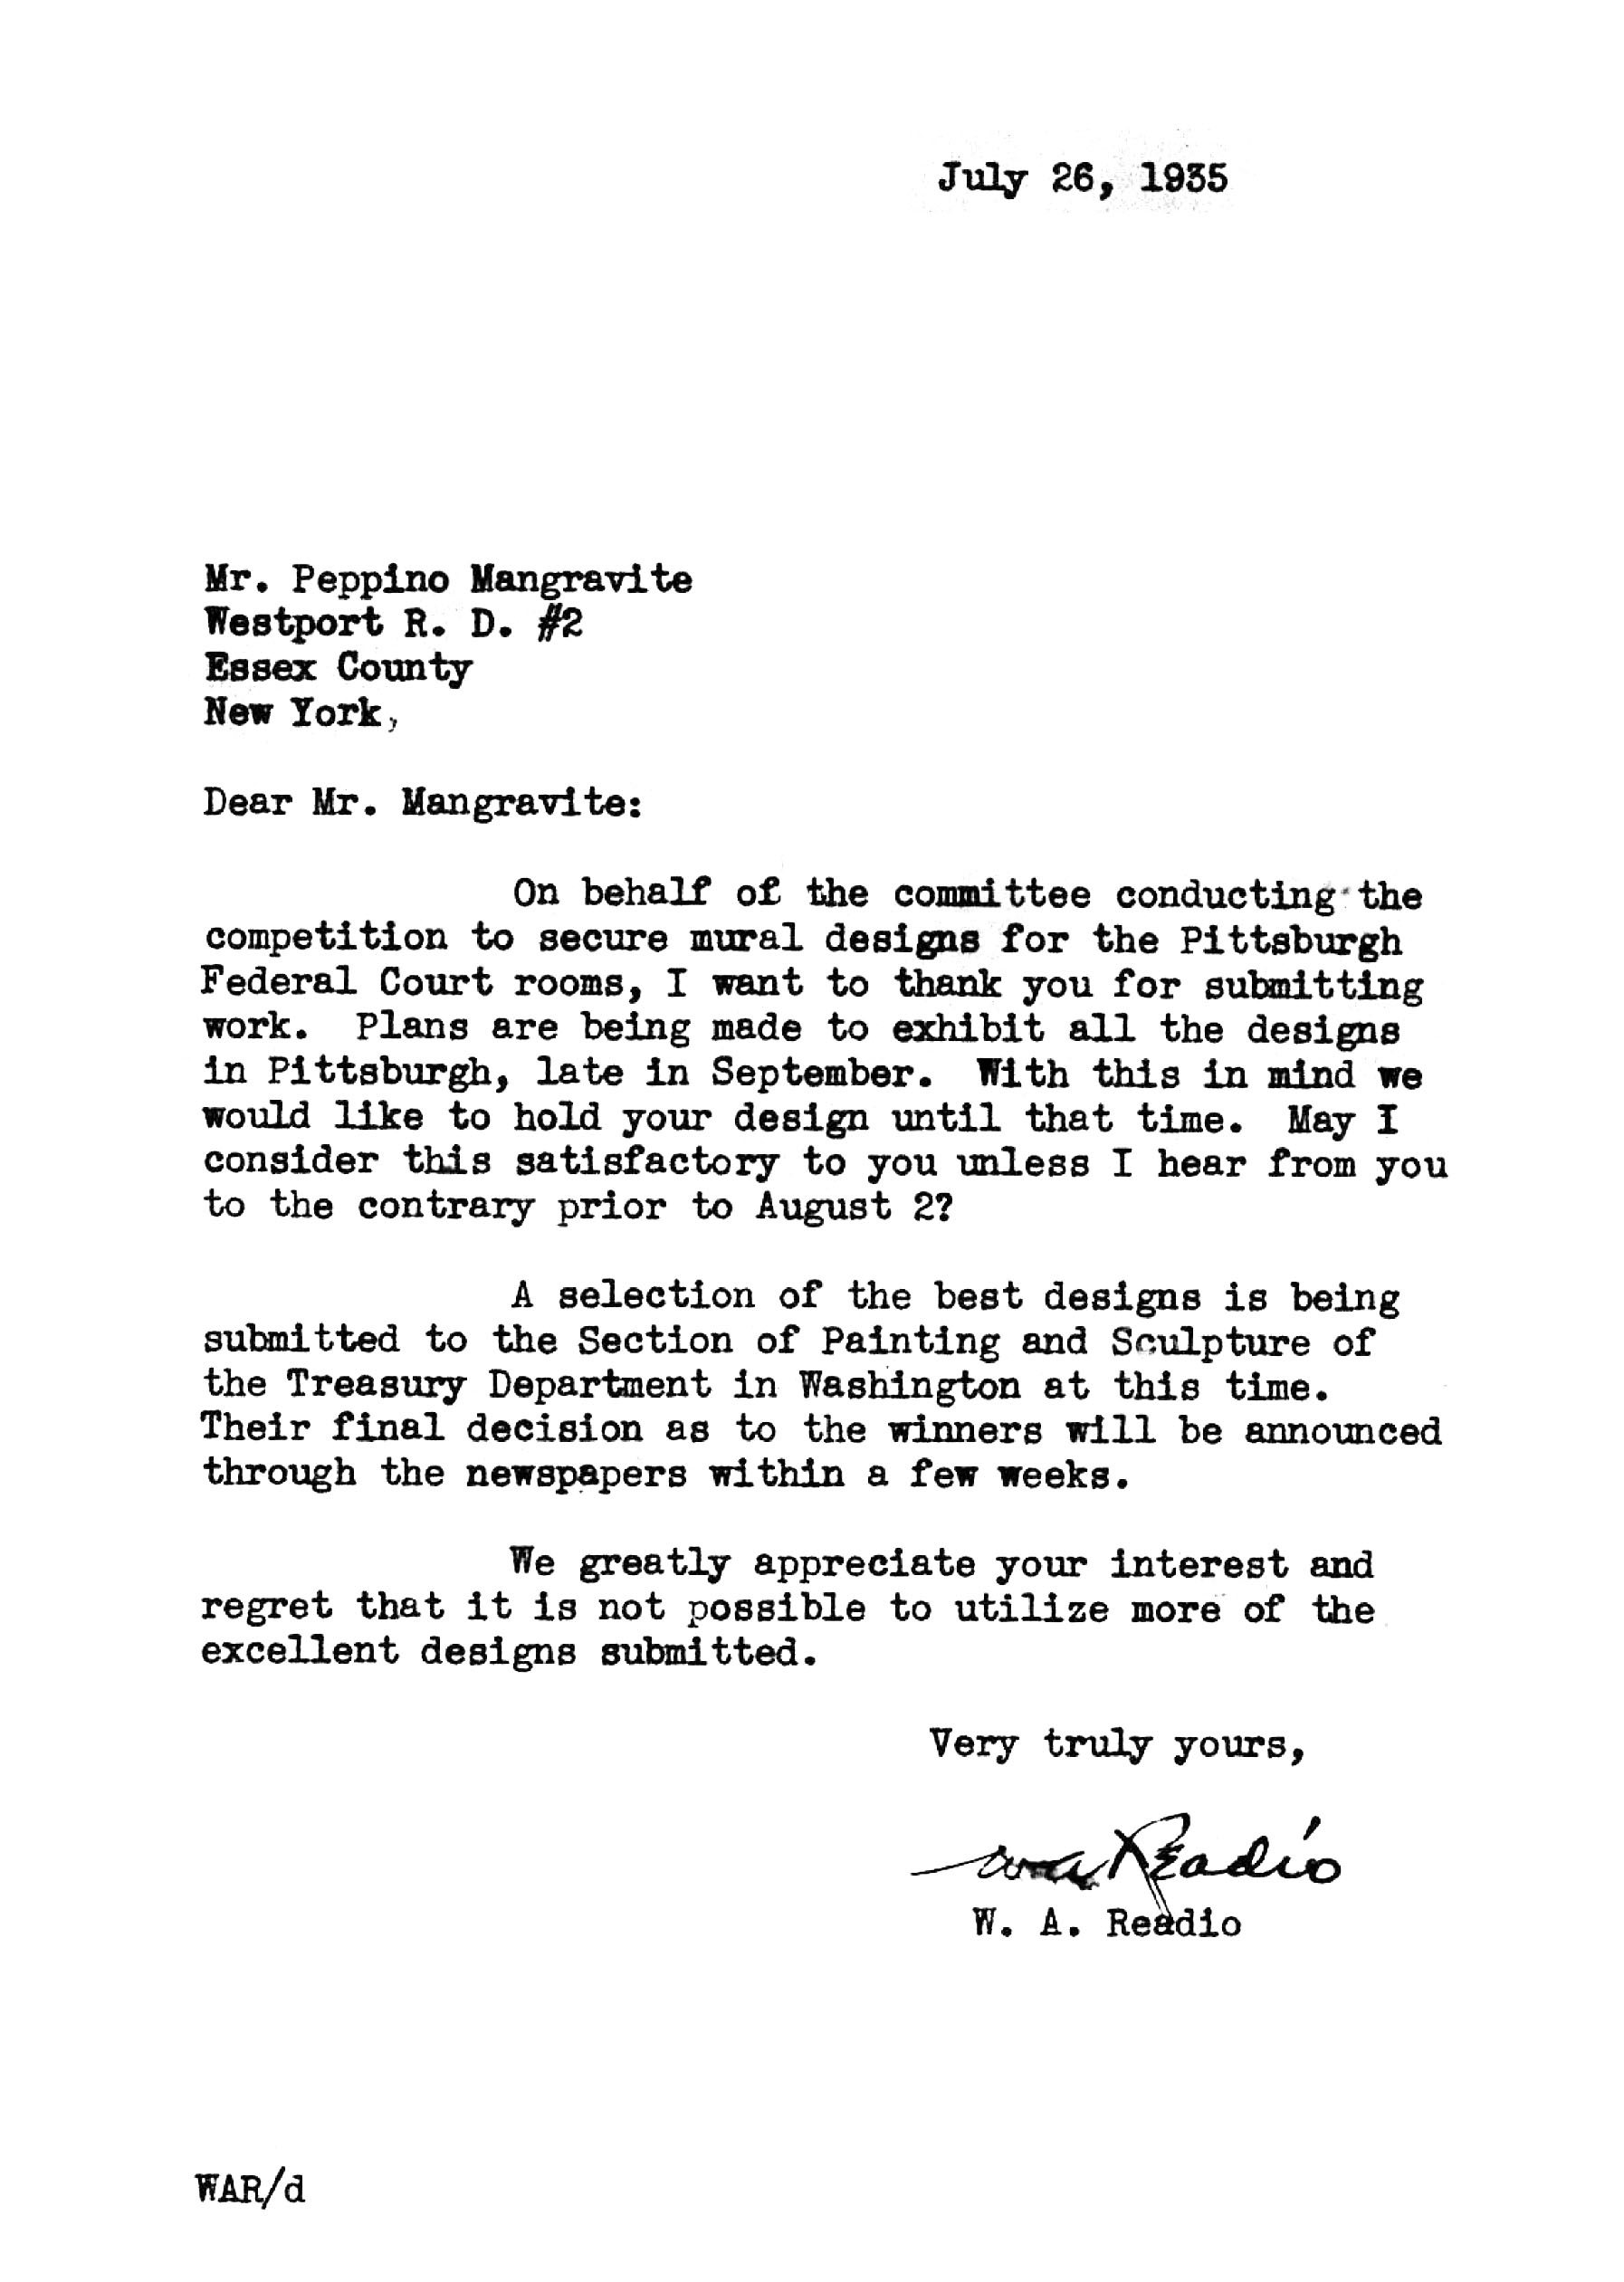 July 26, 1935
Mr. Peppino Mangravite
Westport R. D. #2
Essex County
New York,
Dear Mr. Mangravite:
On behalf of the committee conducting the
competition to secure mural designs for the Pittsburgh
Federal Court rooms, I want to thank you for submitting
work. Plans are being made to exhibit all the designs
in Pittsburgh, late in September. With this in mind we
would like to hold your design until that time. May I
consider this satisfactory to you unless I hear from you
to the contrary prior to August 2?
A selection of the best designs is being
submitted to the Section of Painting and Sculpture of
the Treasury Department in Washington at this time.
Their final decision as to the winners will be announced
through the newspapers within a few weeks.
We greatly appreciate your interest and
regret that it is not possible to utilize more of the
excellent designs submitted.
Very truly yours,
W A Readio
W. A. Readio
WAR/d